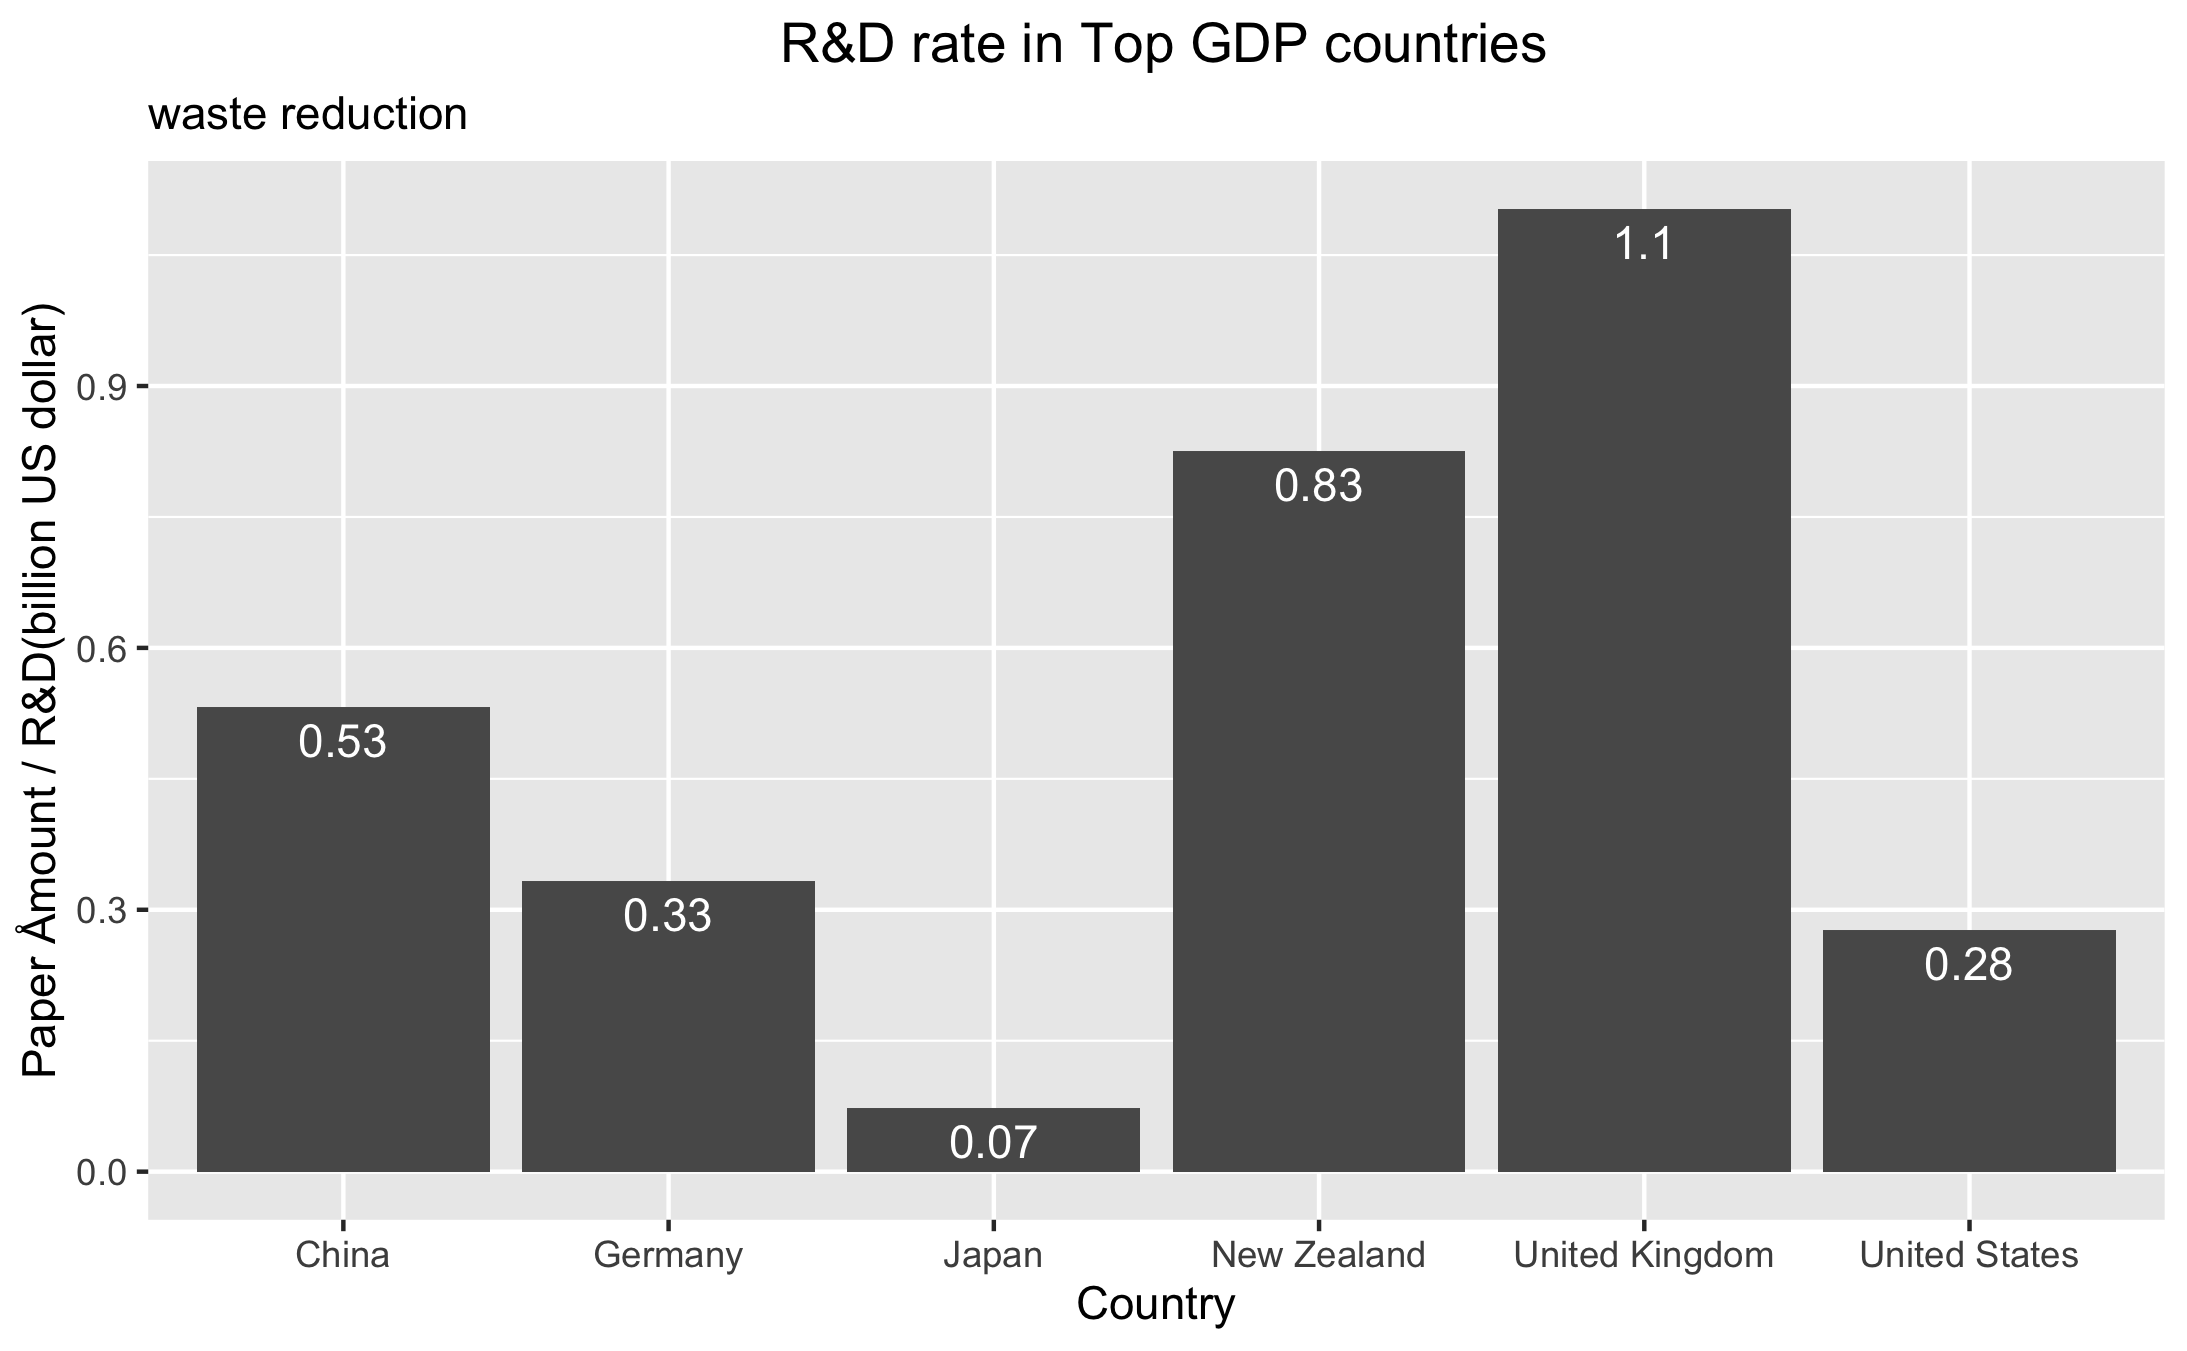 R&D rate in Top GDP countries
waste reduction
Paper Åmount / R&D(billion US dollar)
0.9
0.6
0.3
0.0
0.53
0.33
0.07
0.83
1.1
0.28
China
Germany
Japan
New Zealand
United Kingdom
United States
Country